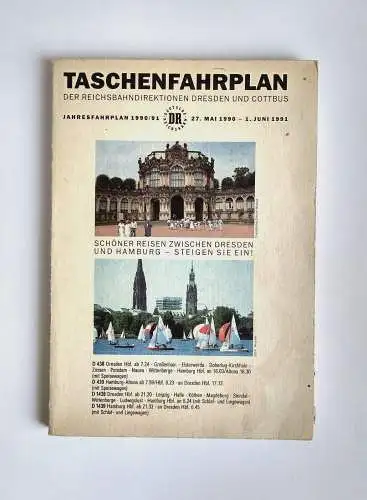 TASCHENFAHRPLAN
DER REICHSBAHNDIREKTIONEN DRESDEN UND COTTBUS
JAHRESFAHRPLAN 1990/91 DR 27. MAI 1990 – 1. JUNI 1991
SCHÖNER REISEN ZWISCHEN DRESDEN
UND HAMBURG – STEIGEN SIE EIN!
D 438 Dresden Hbf. ab 7.24 - Großenhain - Elsterwerda - Doberlug-Kirchhain -
Zossen - Potsdam - Nauen - Wittenberge - Hamburg Hbf. an 16.03/Altona 16.30
(mit Speisewagen)
D 439 Hamburg-Altona ab 7.59/Hbf. 8.23 - an Dresden Hbf. 17.13
(mit Speisewagen)
D 1438 Dresden Hbf. ab 21.20 - Leipzig - Halle - Köthen - Magdeburg - Stendal -
Wittenberge - Ludwigslust - Hamburg Hbf. an 6.24 (mit Schlaf- und Liegewagen)
D 1439 Hamburg Hbf. ab 21.33 - an Dresden Hbf. 6.45
(mit Schlaf- und Liegewagen)